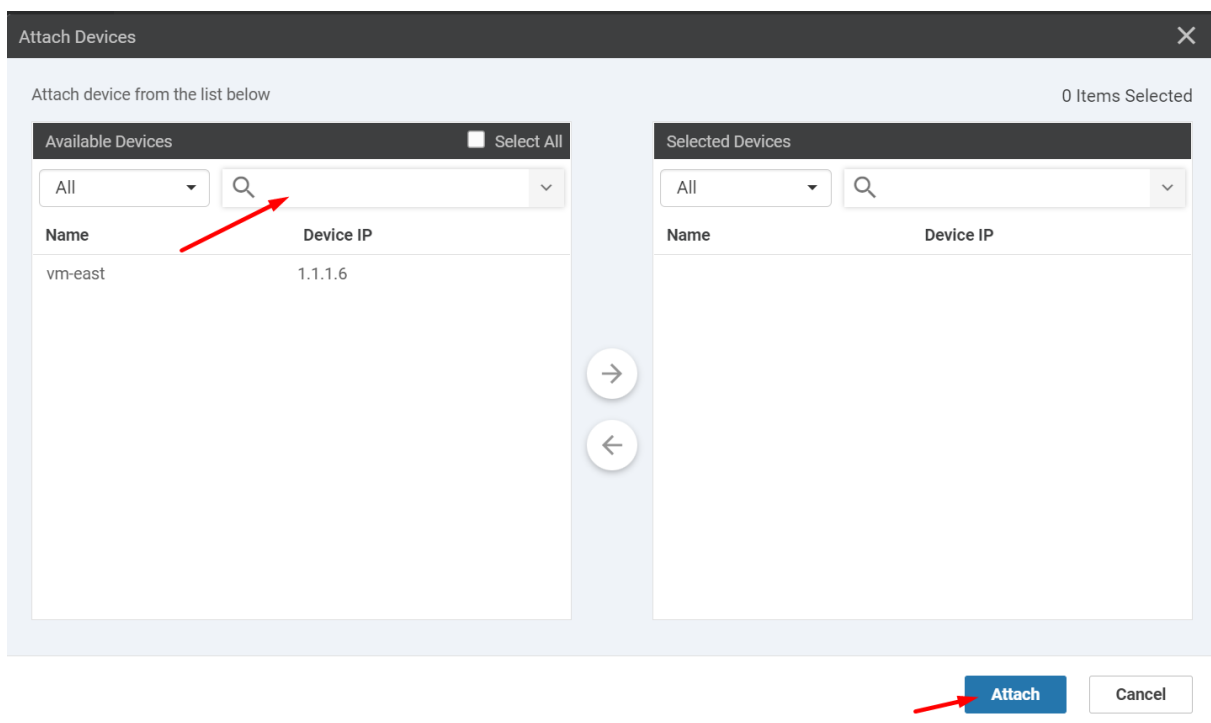 Attach Devices
Attach device from the list below
0 Items Selected
Available Devices
Select All
Selected Devices
All
All
Name Device IP
Name Device IP
vm-east 1.1.1.6
Attach
Cancel